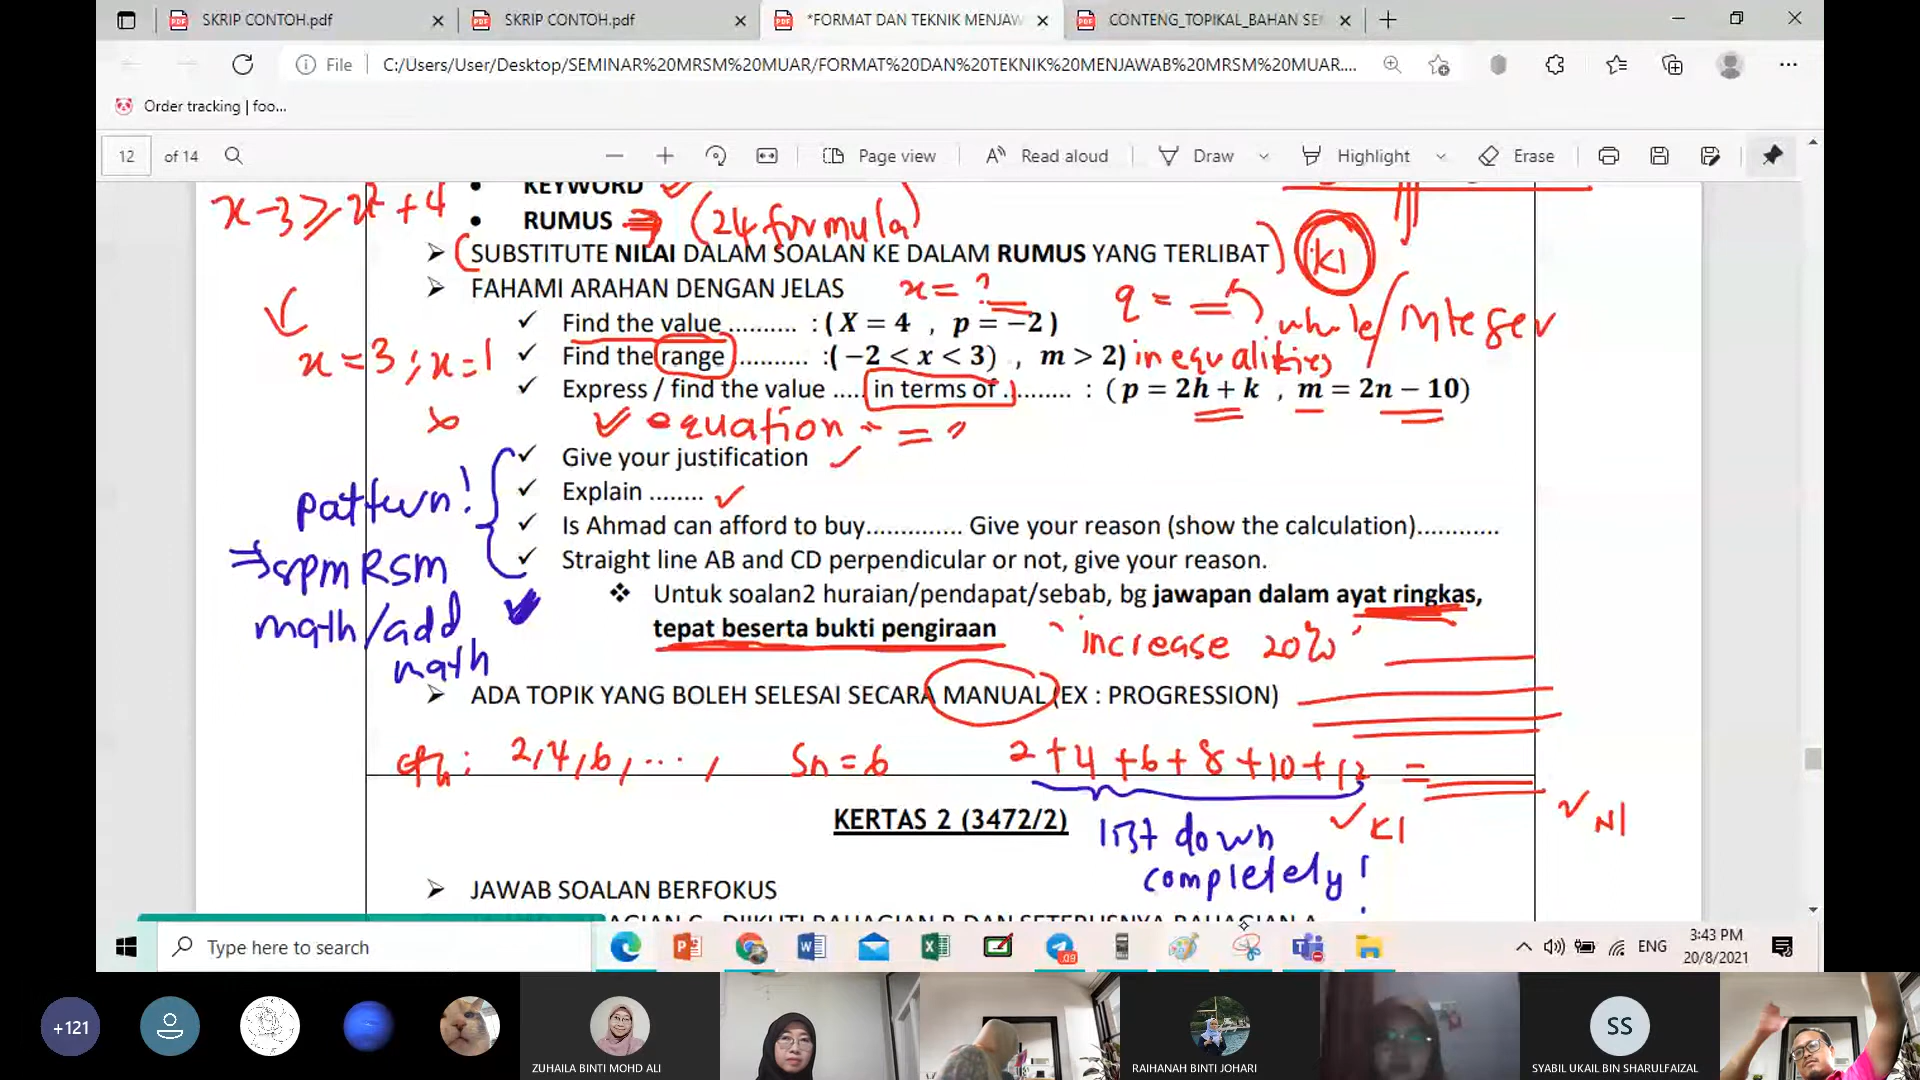 SKRIP CONTOH.pdf
SKRIP CONTOH.pdf
*FORMAT DAN TEKNIK MENJAW
CONTENG_TOPIKAL_BAHAN SE
File
C:/Users/User/Desktop/SEMINAR%20MRSM%20MUAR/FORMAT%20DAN%20TEKNIK%20MENJAWAB%20MRSM%20MUAR....
Order tracking | foo...
12 of 14
Page view
Read aloud
Draw
Highlight
Erase
KEYWORD
x-3 ≥ x² + 4
RUMUS → (24 formula)
(SUBSTITUTE NILAI DALAM SOALAN KE DALAM RUMUS YANG TERLIBAT) K1
FAHAMI ARAHAN DENGAN JELAS x = ? q = =
Find the value .......... : ( X = 4 , p = −2 ) whole/Integer
x = 3 ; x = 1
Find the range .......... :( −2 < x < 3) , m > 2) inequalities
Express / find the value ..... in terms of .......... : ( p = 2h + k , m = 2n − 10)
equation = ?
Give your justification
pattern!
Explain ........
Is Ahmad can afford to buy.............. Give your reason (show the calculation)............
⇒ spmRSM
Straight line AB and CD perpendicular or not, give your reason.
math/add math
Untuk soalan2 huraian/pendapat/sebab, bg jawapan dalam ayat ringkas,
tepat beserta bukti pengiraan "increase 20%"
ADA TOPIK YANG BOLEH SELESAI SECARA MANUAL (EX : PROGRESSION)
cth: 2,4,6,..., Sn = 6 2+4+6+8+10+12 =
KERTAS 2 (3472/2)
K1
N1
list down
completely!
JAWAB SOALAN BERFOKUS
Type here to search
.09
ENG
3:43 PM
20/8/2021
+121
ZUHAILA BINTI MOHD ALI
RAIHANAH BINTI JOHARI
SS
SYABIL UKAIL BIN SHARULFAIZAL